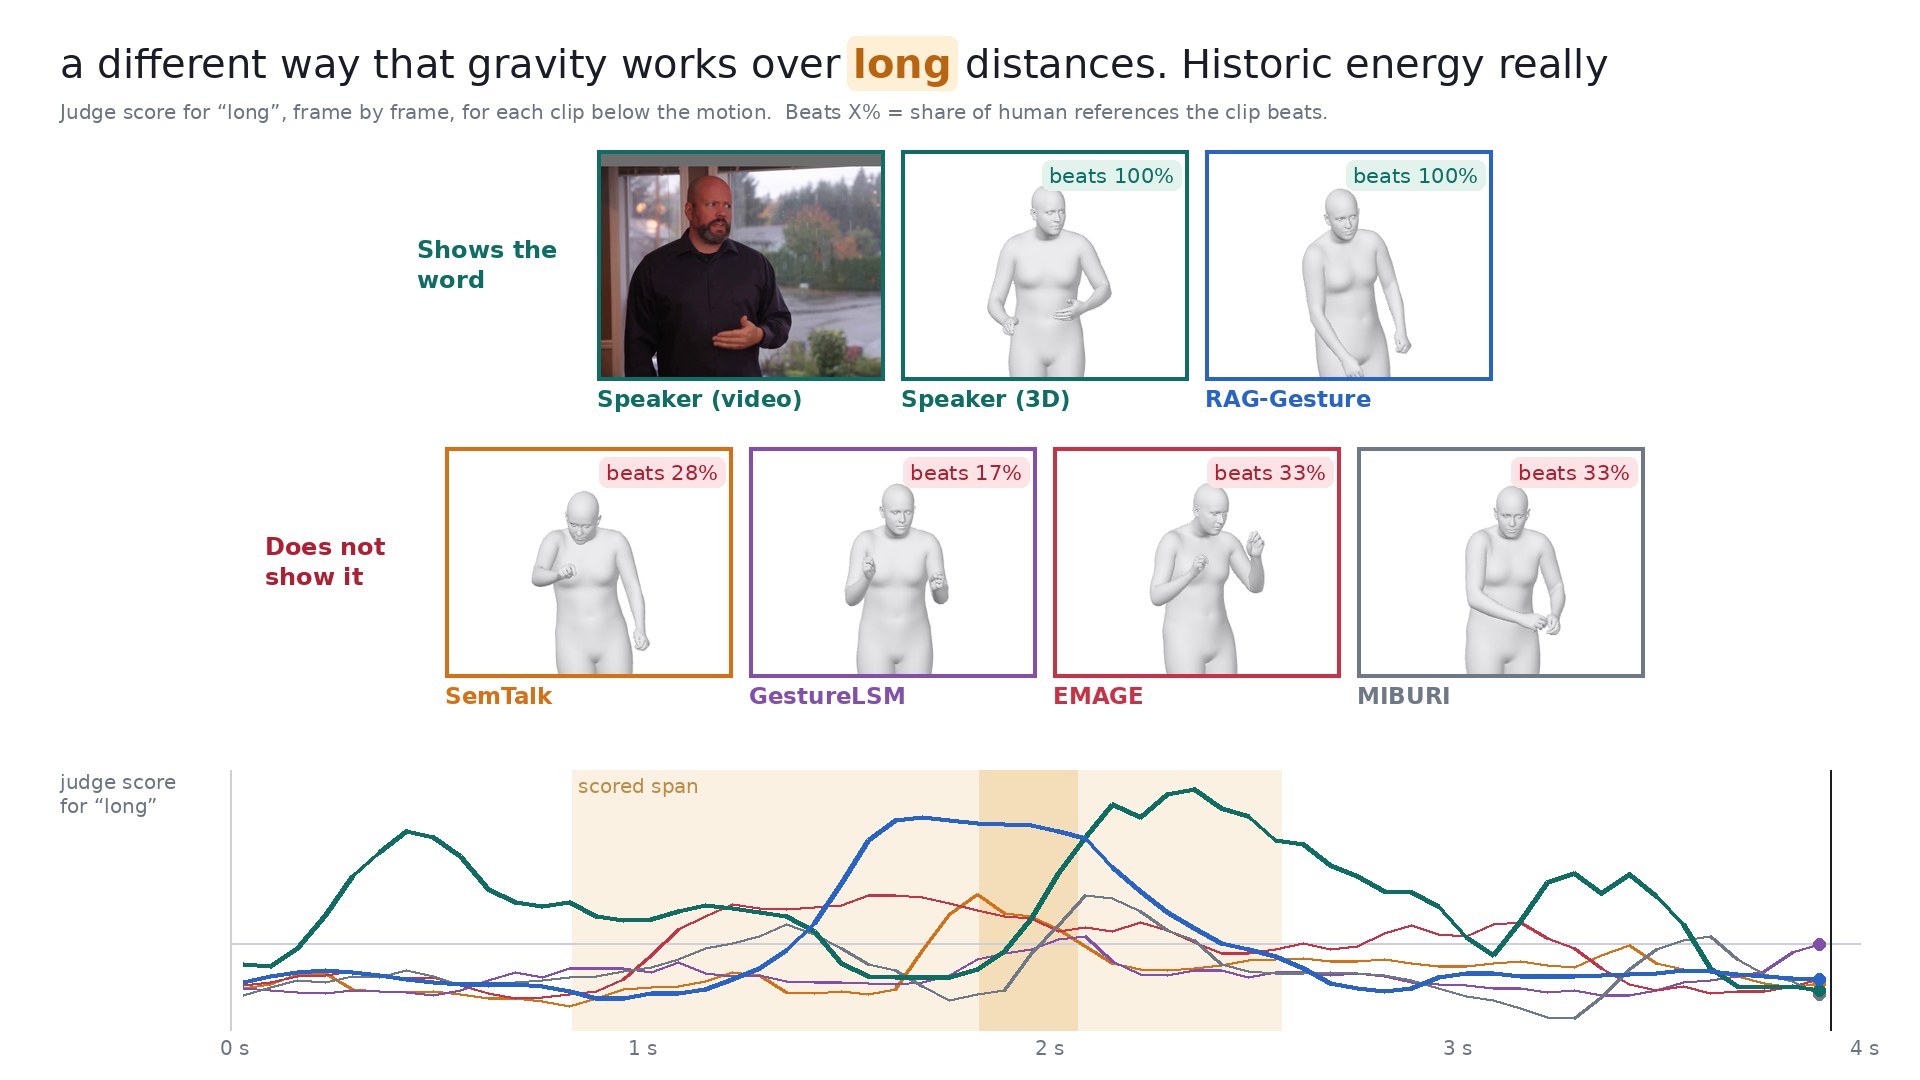 a different way that gravity works over long distances. Historic energy really
Judge score for “long”, frame by frame, for each clip below the motion.  Beats X% = share of human references the clip beats.
Shows the
word
beats 100%
beats 100%
Speaker (video)
Speaker (3D)
RAG-Gesture
Does not
show it
beats 28%
beats 17%
beats 33%
beats 33%
SemTalk
GestureLSM
EMAGE
MIBURI
judge score
for “long”
scored span
0 s
1 s
2 s
3 s
4 s